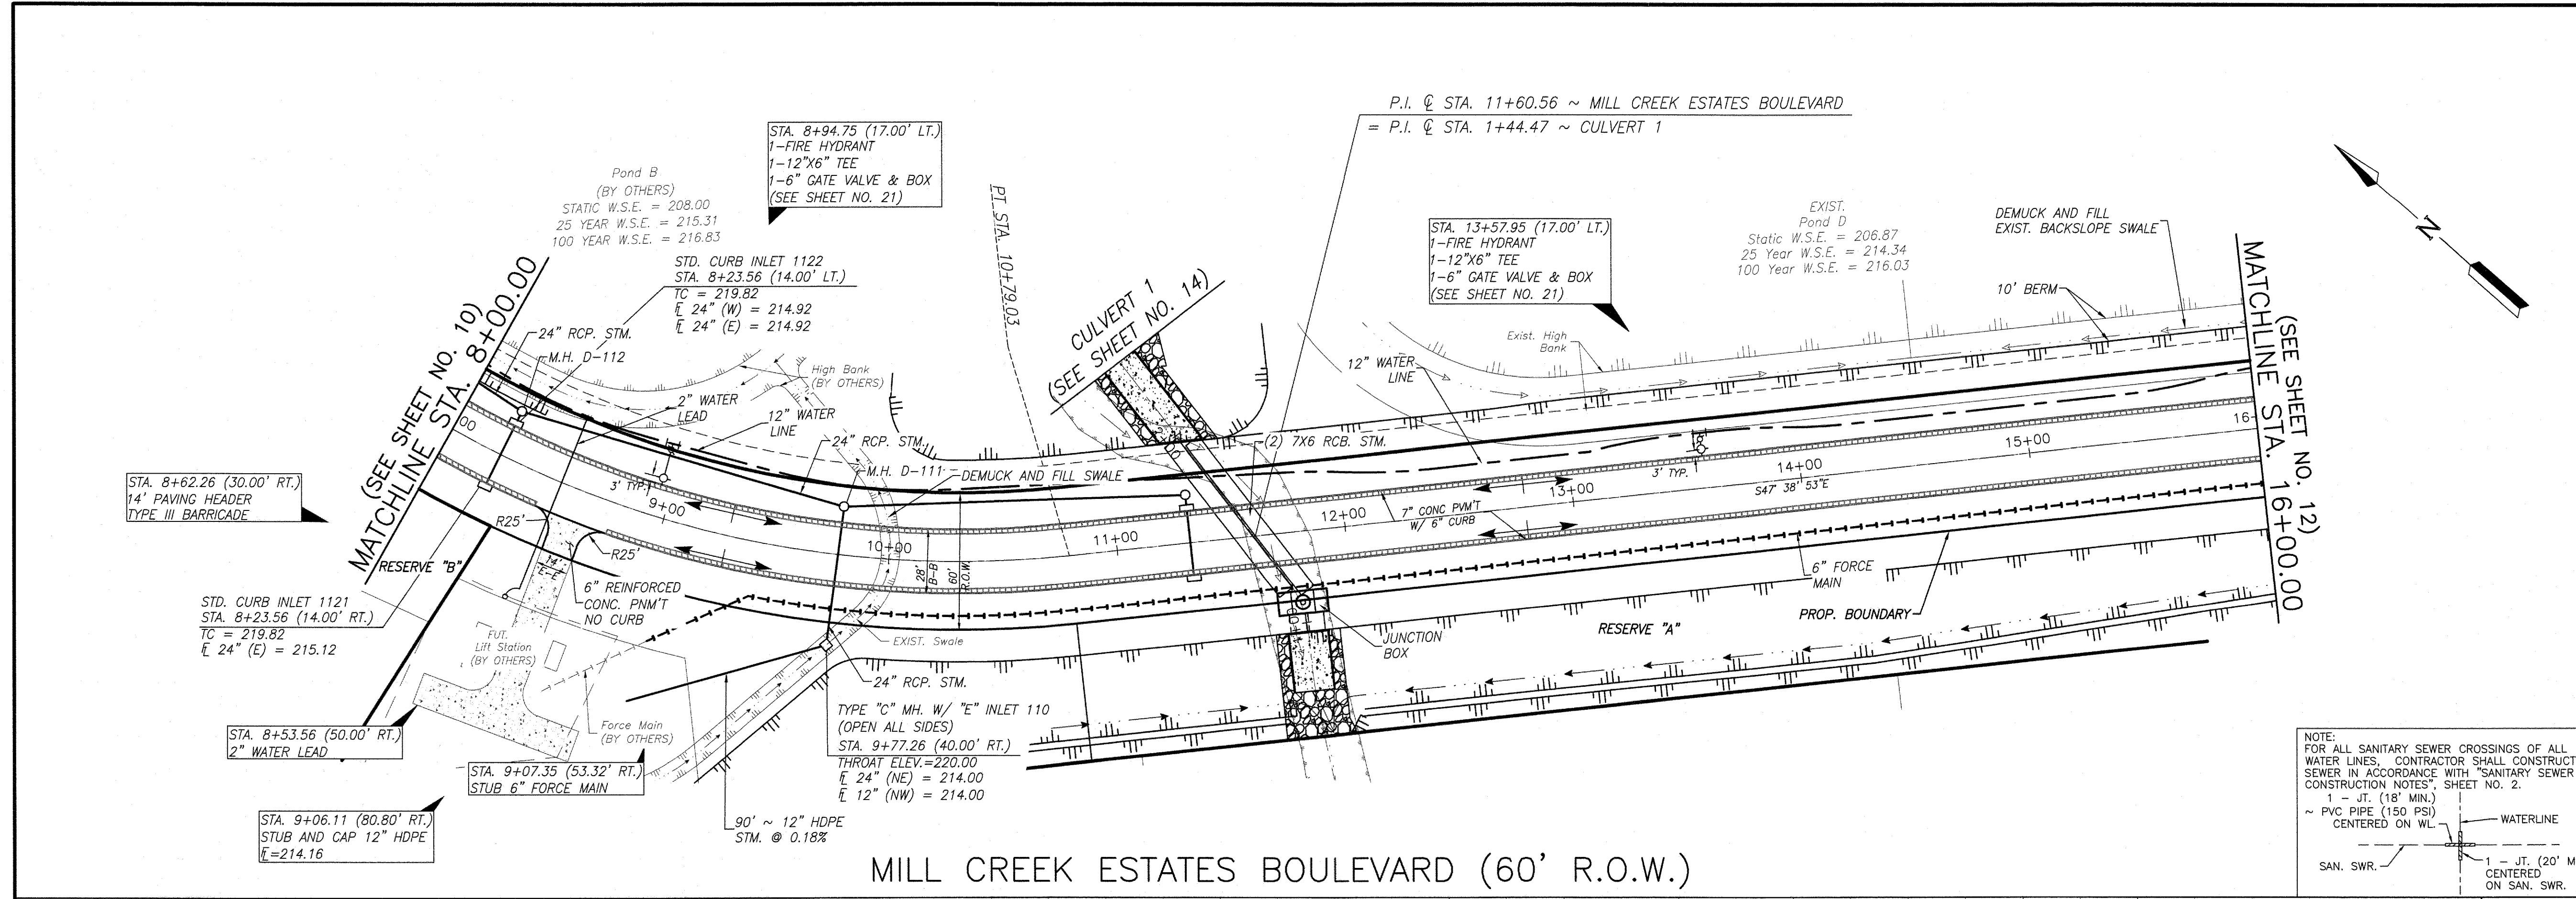 P.I. ℄ STA. 11+60.56 ~ MILL CREEK ESTATES BOULEVARD
= P.I. ℄ STA. 1+44.47 ~ CULVERT 1
STA. 8+94.75 (17.00' LT.)
1-FIRE HYDRANT
1-12"X6" TEE
1-6" GATE VALVE & BOX
(SEE SHEET NO. 21)
Pond B
(BY OTHERS)
STATIC W.S.E. = 208.00
25 YEAR W.S.E. = 215.31
100 YEAR W.S.E. = 216.83
STD. CURB INLET 1122
STA. 8+23.56 (14.00' LT.)
TC = 219.82
FL 24" (W) = 214.92
FL 24" (E) = 214.92
PT STA. 10+79.03
CULVERT 1
(SEE SHEET NO. 14)
STA. 13+57.95 (17.00' LT.)
1-FIRE HYDRANT
1-12"X6" TEE
1-6" GATE VALVE & BOX
(SEE SHEET NO. 21)
EXIST.
Pond D
Static W.S.E. = 206.87
25 Year W.S.E. = 214.34
100 Year W.S.E. = 216.03
DEMUCK AND FILL
EXIST. BACKSLOPE SWALE
10' BERM
N
MATCHLINE STA. 8+00.00
(SEE SHEET NO. 10)
MATCHLINE STA. 16+00.00
(SEE SHEET NO. 12)
24" RCP. STM.
M.H. D-112
High Bank
(BY OTHERS)
2" WATER
LEAD
12" WATER
LINE
24" RCP. STM.
M.H. D-111
DEMUCK AND FILL SWALE
(2) 7X6 RCB. STM.
12" WATER
LINE
Exist. High
Bank
3' TYP.
8'
3' TYP.
00
9+00
10+00
11+00
12+00
13+00
14+00
15+00
16-
S47° 38' 53"E
7" CONC PVM'T
W/ 6" CURB
28'
B-B
60'
R.O.W.
STA. 8+62.26 (30.00' RT.)
14' PAVING HEADER
TYPE III BARRICADE
RESERVE "B"
R25'
R25'
14'
E-E
6" REINFORCED
CONC. PNM'T
NO CURB
STD. CURB INLET 1121
STA. 8+23.56 (14.00' RT.)
TC = 219.82
FL 24" (E) = 215.12
FUT.
Lift Station
(BY OTHERS)
EXIST. Swale
24" RCP. STM.
6" FORCE
MAIN
JUNCTION
BOX
RESERVE "A"
PROP. BOUNDARY
Force Main
(BY OTHERS)
TYPE "C" MH. W/ "E" INLET 110
(OPEN ALL SIDES)
STA. 9+77.26 (40.00' RT.)
THROAT ELEV.=220.00
FL 24" (NE) = 214.00
FL 12" (NW) = 214.00
STA. 8+53.56 (50.00' RT.)
2" WATER LEAD
STA. 9+07.35 (53.32' RT.)
STUB 6" FORCE MAIN
STA. 9+06.11 (80.80' RT.)
STUB AND CAP 12" HDPE
FL=214.16
90' ~ 12" HDPE
STM. @ 0.18%
MILL CREEK ESTATES BOULEVARD (60' R.O.W.)
NOTE:
FOR ALL SANITARY SEWER CROSSINGS OF ALL
WATER LINES, CONTRACTOR SHALL CONSTRUCT
SEWER IN ACCORDANCE WITH "SANITARY SEWER
CONSTRUCTION NOTES", SHEET NO. 2.
1 - JT. (18' MIN.)
~ PVC PIPE (150 PSI)
CENTERED ON WL.
WATERLINE
SAN. SWR.
1 - JT. (20' M
CENTERED
ON SAN. SWR.